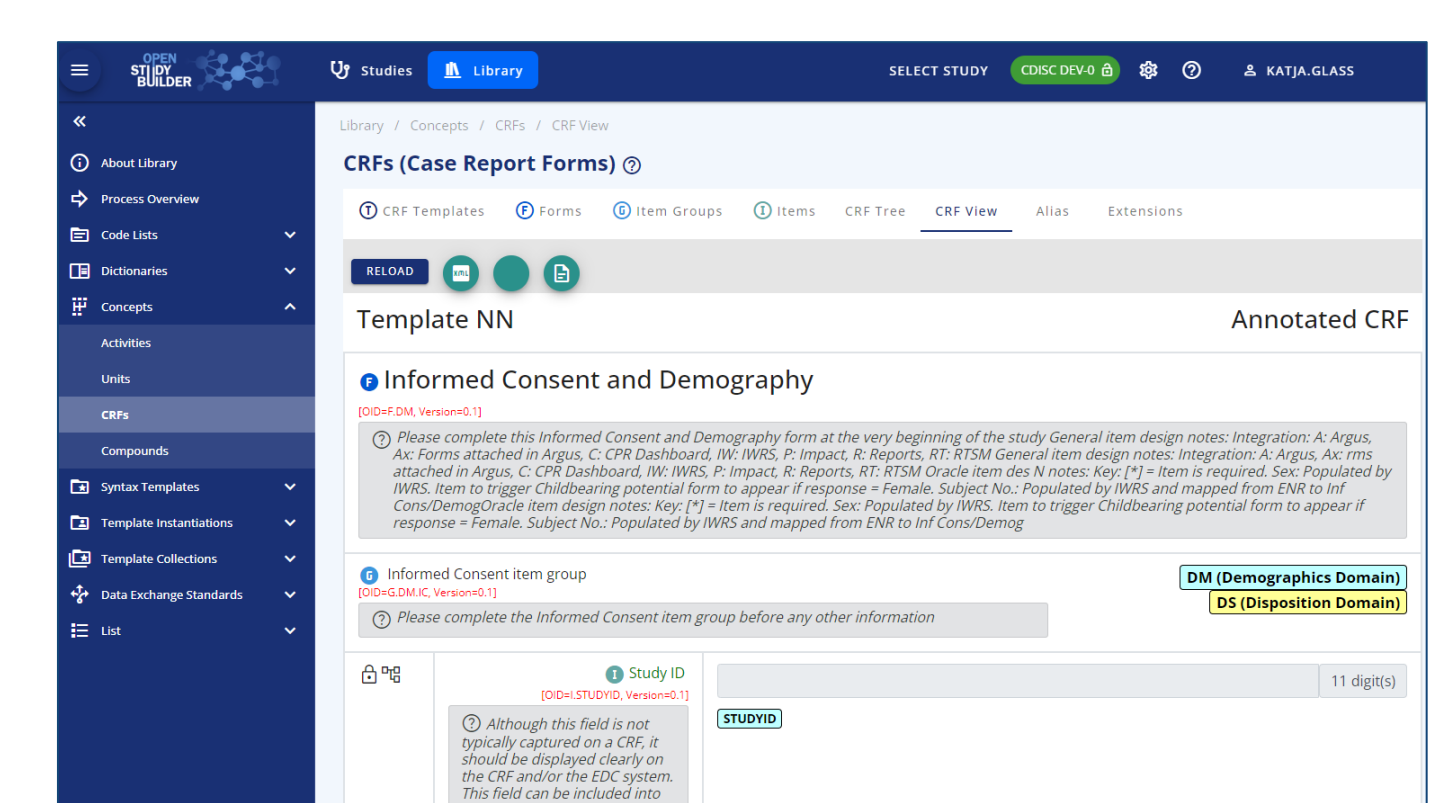 OPEN
STUDY
BUILDER
Studies
Library
SELECT STUDY
CDISC DEV-0
KATJA.GLASS
About Library
Process Overview
Code Lists
Dictionaries
Concepts
Activities
Units
CRFs
Compounds
Syntax Templates
Template Instantiations
Template Collections
Data Exchange Standards
List
Library / Concepts / CRFs / CRF View
CRFs (Case Report Forms)
T CRF Templates
F Forms
G Item Groups
I Items
CRF Tree
CRF View
Alias
Extensions
RELOAD
XML
Template NN
Annotated CRF
F Informed Consent and Demography
[OID=F.DM, Version=0.1]
Please complete this Informed Consent and Demography form at the very beginning of the study General item design notes: Integration: A: Argus,
Ax: Forms attached in Argus, C: CPR Dashboard, IW: IWRS, P: Impact, R: Reports, RT: RTSM General item design notes: Integration: A: Argus, Ax: rms
attached in Argus, C: CPR Dashboard, IW: IWRS, P: Impact, R: Reports, RT: RTSM Oracle item des N notes: Key: [*] = Item is required. Sex: Populated by
IWRS. Item to trigger Childbearing potential form to appear if response = Female. Subject No.: Populated by IWRS and mapped from ENR to Inf
Cons/DemogOracle item design notes: Key: [*] = Item is required. Sex: Populated by IWRS. Item to trigger Childbearing potential form to appear if
response = Female. Subject No.: Populated by IWRS and mapped from ENR to Inf Cons/Demog
G Informed Consent item group
[OID=G.DM.IC, Version=0.1]
Please complete the Informed Consent item group before any other information
DM (Demographics Domain)
DS (Disposition Domain)
I Study ID
[OID=I.STUDYID, Version=0.1]
Although this field is not
typically captured on a CRF, it
should be displayed clearly on
the CRF and/or the EDC system.
This field can be included into
11 digit(s)
STUDYID